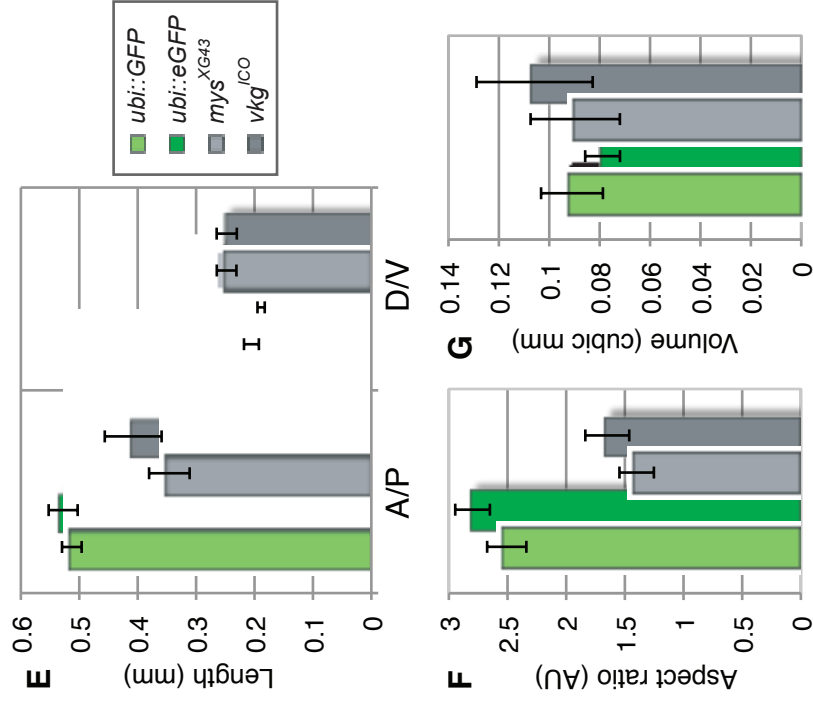 E
Length (mm)
0.6
0.5
0.4
0.3
0.2
0.1
0
A/P
D/V
ubi::GFP
ubi::eGFP
mys^XG43
vkg^ICO
F
Aspect ratio (AU)
3
2.5
2
1.5
1
0.5
0
G
Volume (cubic mm)
0.14
0.12
0.1
0.08
0.06
0.04
0.02
0